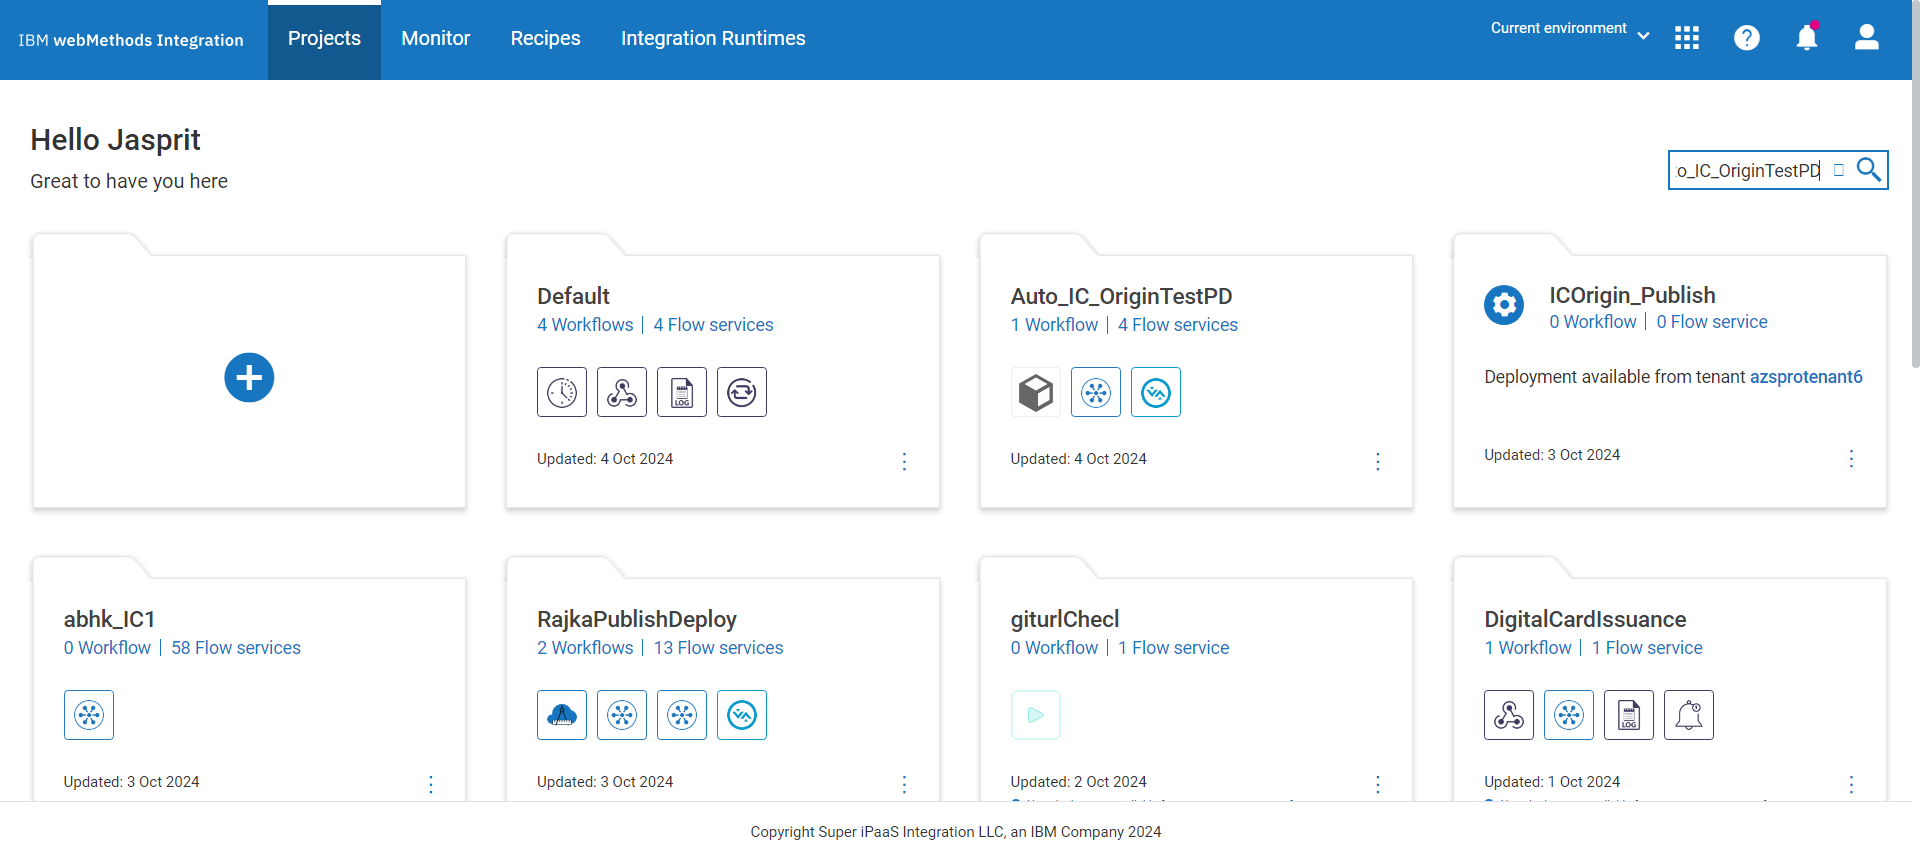 IBM webMethods Integration
Projects
Monitor
Recipes
Integration Runtimes
Current environment
Hello Jasprit
Great to have you here
o_IC_OriginTestPD
Default
4 Workflows | 4 Flow services
LOG
Updated: 4 Oct 2024
Auto_IC_OriginTestPD
1 Workflow | 4 Flow services
Updated: 4 Oct 2024
ICOrigin_Publish
0 Workflow | 0 Flow service
Deployment available from tenant azsprotenant6
Updated: 3 Oct 2024
abhk_IC1
0 Workflow | 58 Flow services
Updated: 3 Oct 2024
RajkaPublishDeploy
2 Workflows | 13 Flow services
Updated: 3 Oct 2024
giturlChecl
0 Workflow | 1 Flow service
Updated: 2 Oct 2024
DigitalCardIssuance
1 Workflow | 1 Flow service
LOG
Updated: 1 Oct 2024
Copyright Super iPaaS Integration LLC, an IBM Company 2024